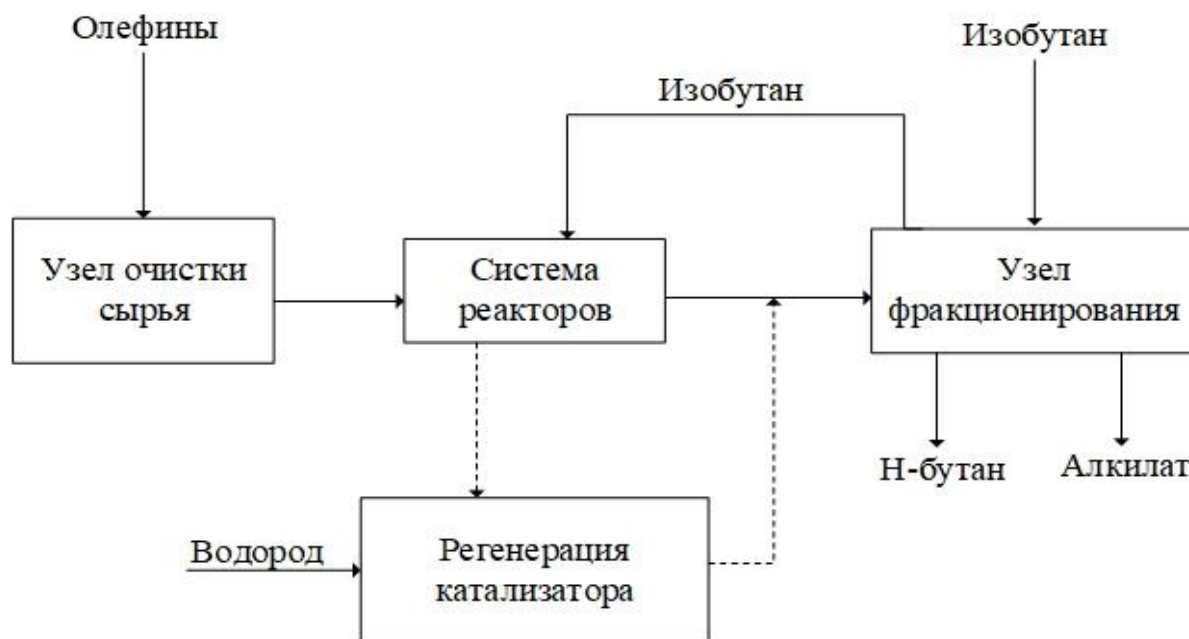 Олефины
Изобутан
Изобутан
Узел очистки
сырья
Система
реакторов
Узел
фракционирования
Н-бутан
Алкилат
Водород
Регенерация
катализатора